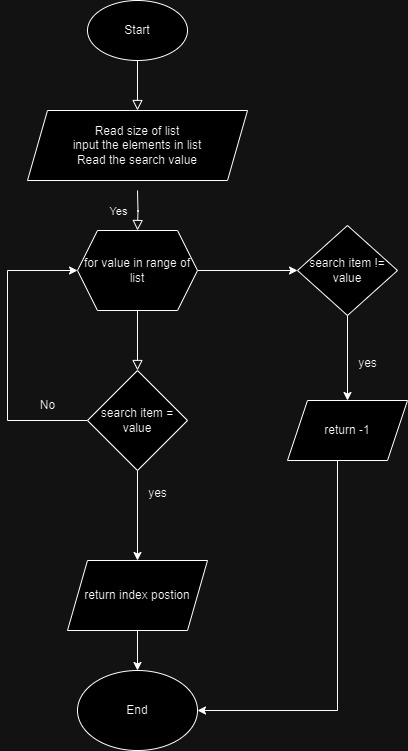 Start
Read size of list
input the elements in list
Read the search value
Yes
for value in range of
list
search item !=
value
yes
No
search item =
value
return -1
yes
return index postion
End